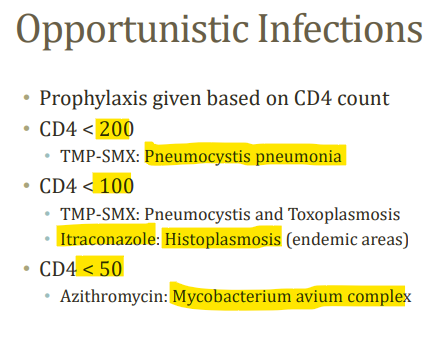 Opportunistic Infections
• Prophylaxis given based on CD4 count
• CD4 < 200
• TMP-SMX: Pneumocystis pneumonia
• CD4 < 100
• TMP-SMX: Pneumocystis and Toxoplasmosis
• Itraconazole: Histoplasmosis (endemic areas)
• CD4 < 50
• Azithromycin: Mycobacterium avium complex